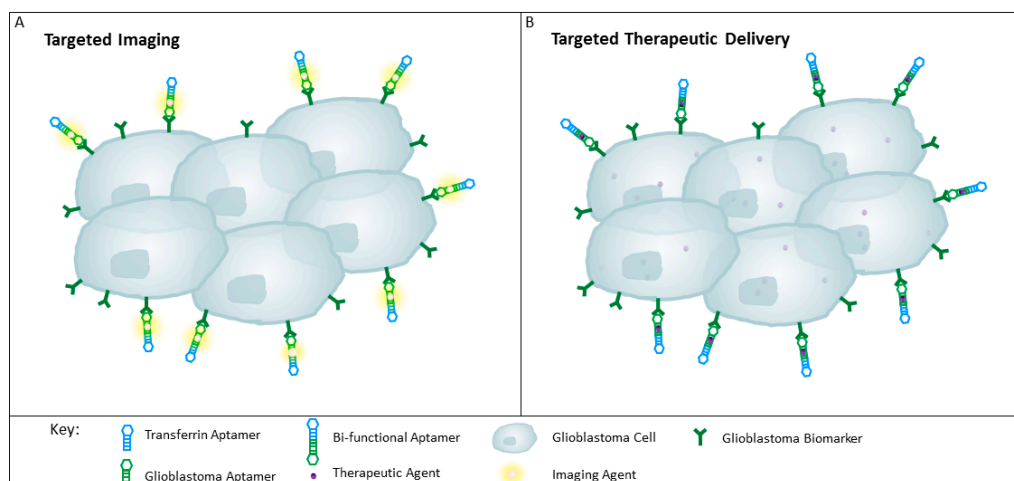 A
Targeted Imaging
B
Targeted Therapeutic Delivery
Key:
Transferrin Aptamer
Bi-functional Aptamer
Glioblastoma Cell
Glioblastoma Biomarker
Glioblastoma Aptamer
Therapeutic Agent
Imaging Agent